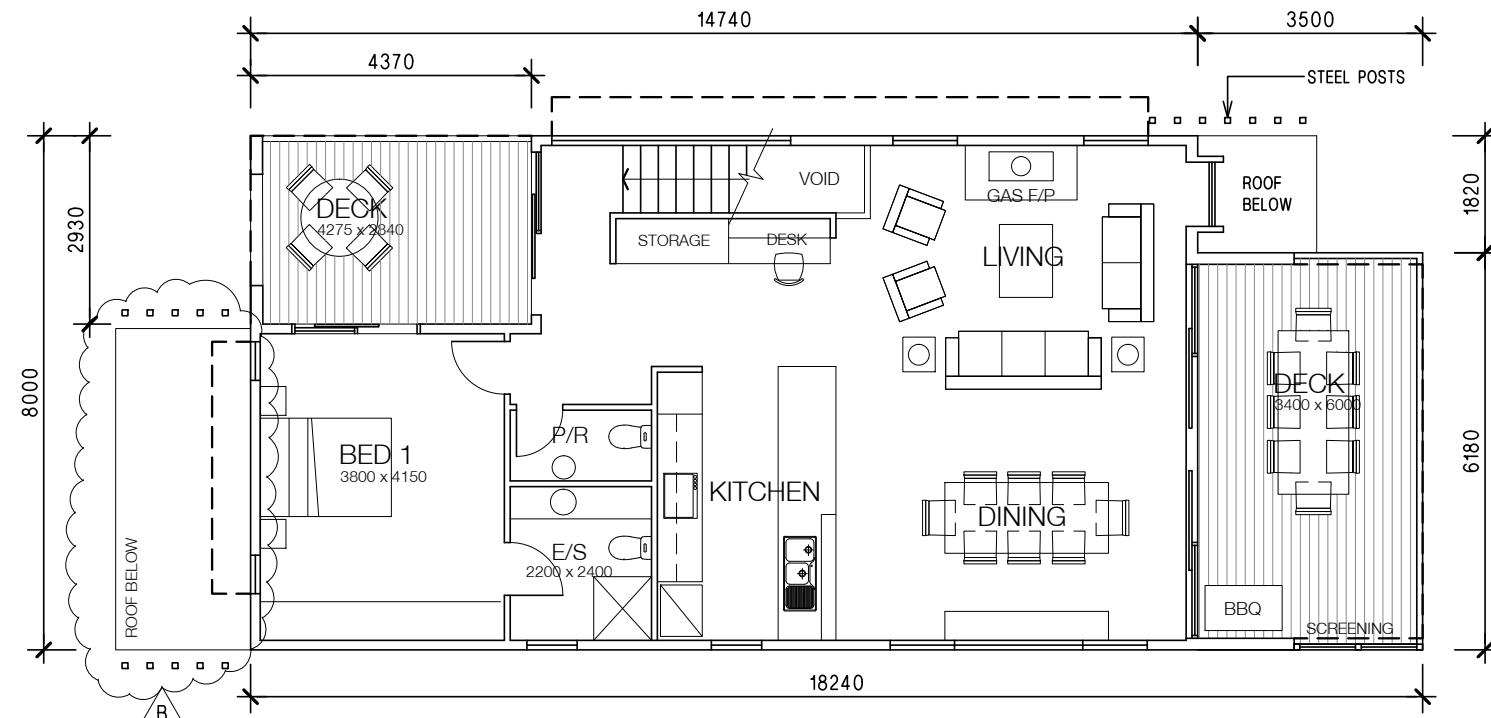 14740
3500
4370
STEEL POSTS
VOID
GAS F/P
ROOF
BELOW
1820
2930
DECK
4275 x 2840
STORAGE
DESK
LIVING
8000
DECK
3400 x 6000
P/R
BED 1
3800 x 4150
6180
KITCHEN
DINING
E/S
2200 x 2400
ROOF BELOW
BBQ
SCREENING
18240
B